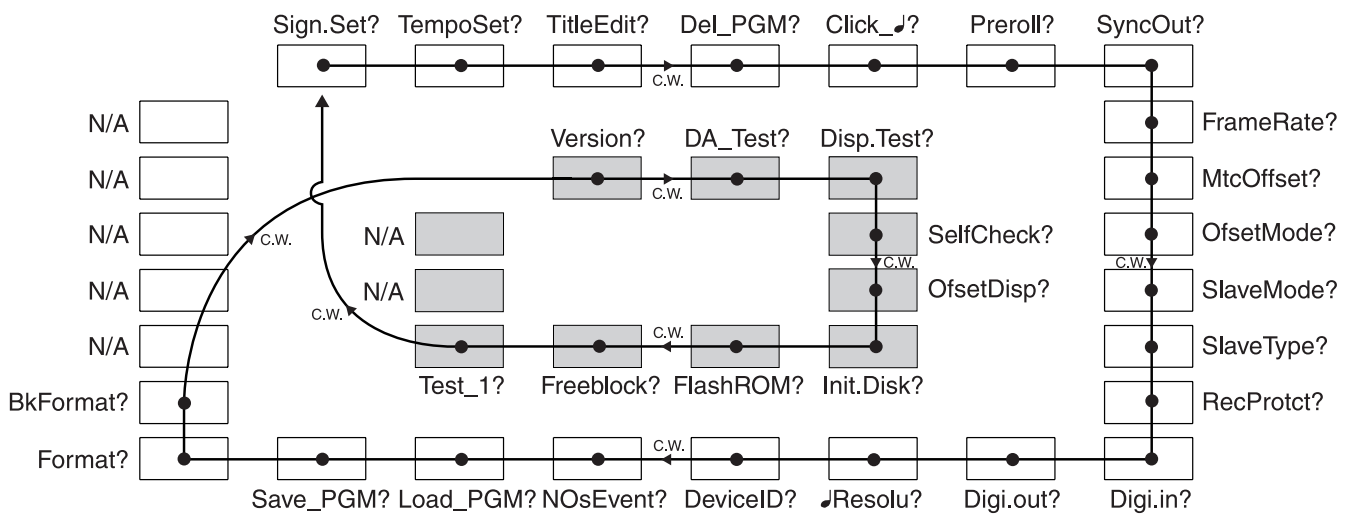 Sign.Set? TempoSet? TitleEdit? Del_PGM? Click_♩? Preroll? SyncOut?
C.W.
N/A FrameRate?
Version? DA_Test? Disp.Test?
N/A MtcOffset?
C.W.
N/A C.W. N/A SelfCheck? OfsetMode?
C.W. C.W.
N/A N/A OfsetDisp? SlaveMode?
C.W.
N/A C.W. SlaveType?
Test_1? Freeblock? FlashROM? Init.Disk?
BkFormat? RecProtct?
Format? C.W.
Save_PGM? Load_PGM? NOsEvent? DeviceID? ♩Resolu? Digi.out? Digi.in?